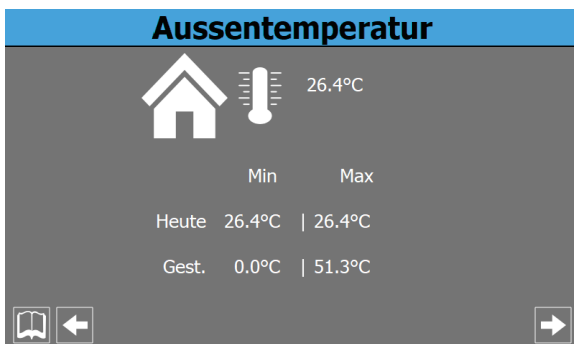 Aussentemperatur
26.4°C
Min Max
Heute 26.4°C | 26.4°C
Gest. 0.0°C | 51.3°C